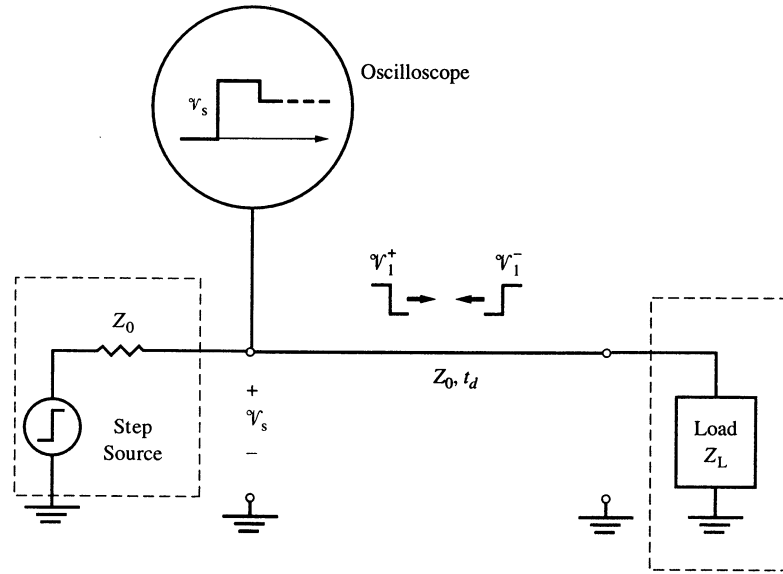 Oscilloscope
𝒱s
𝒱1+
𝒱1−
Z0
Z0, td
+
𝒱s
−
Step
Source
Load
ZL